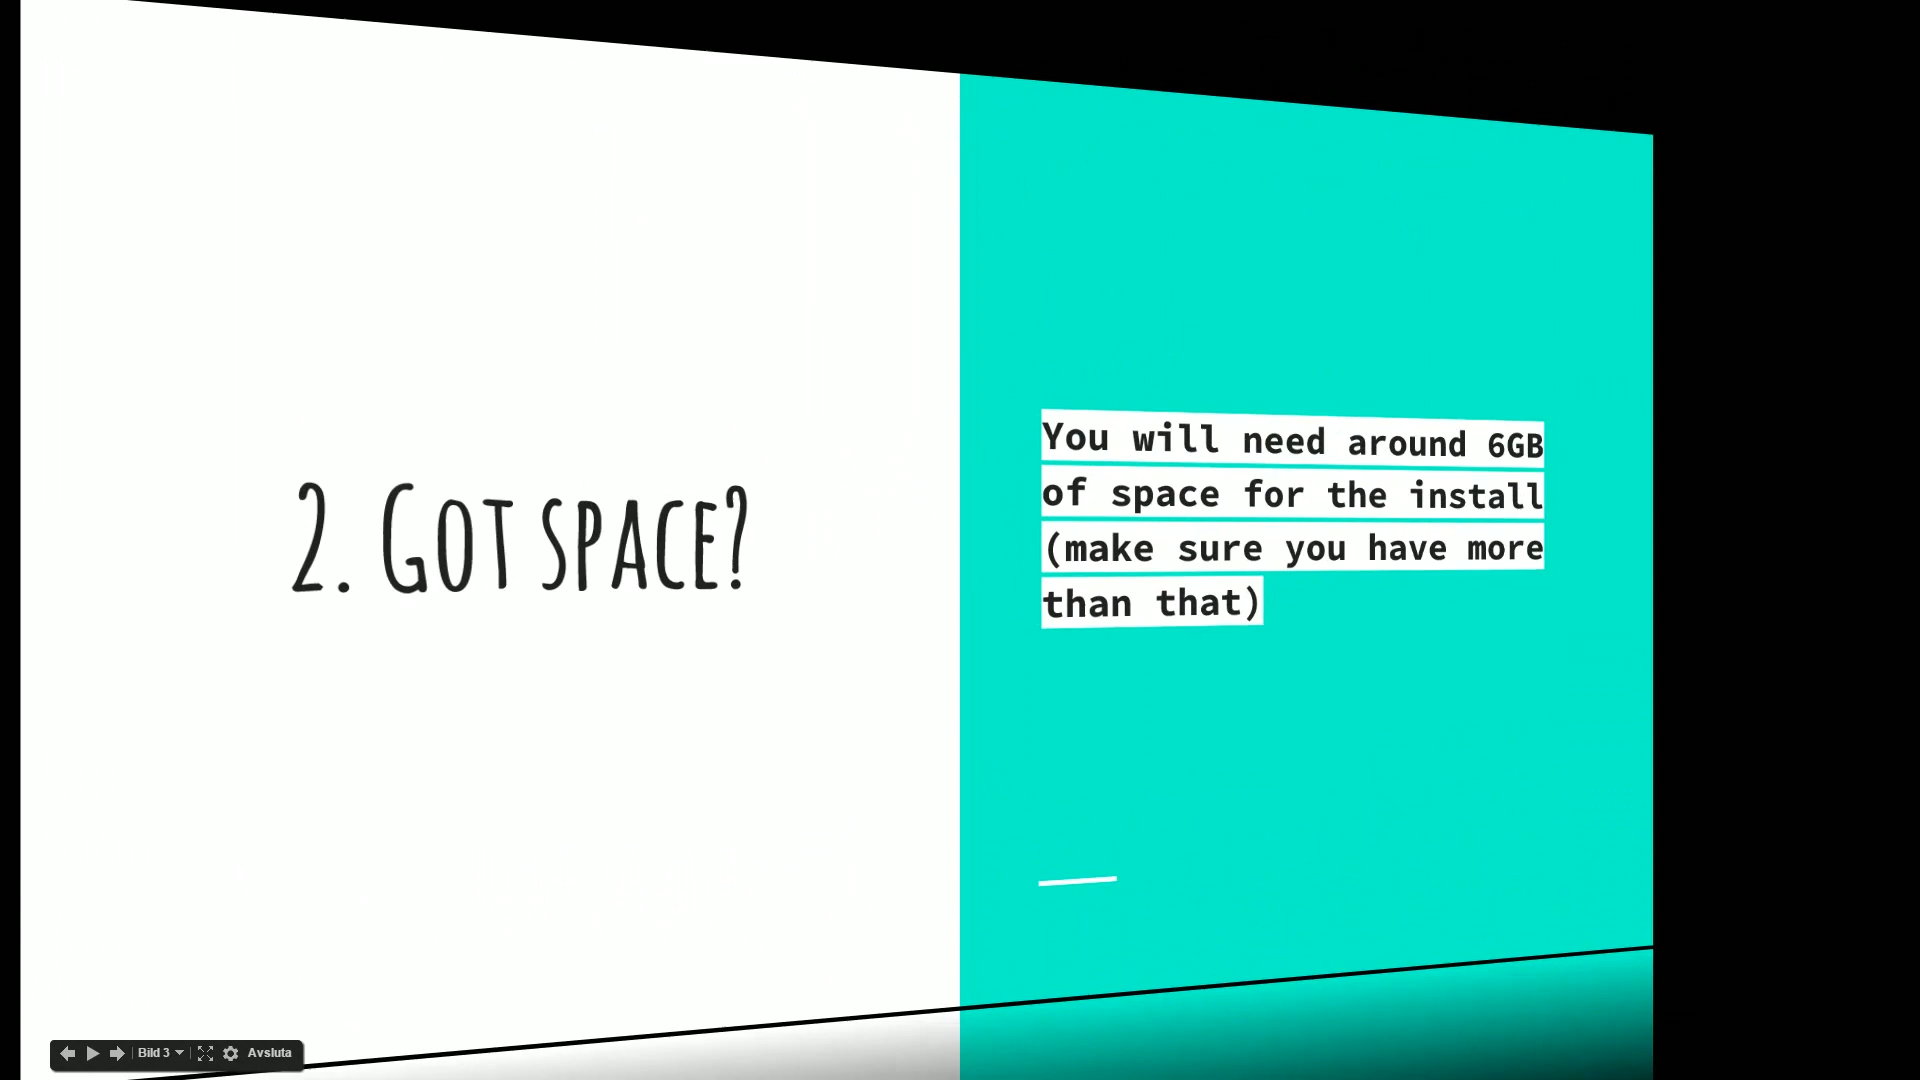 2. Got space?
You will need around 6GB
of space for the install
(make sure you have more
than that)
Bild 3
Avsluta